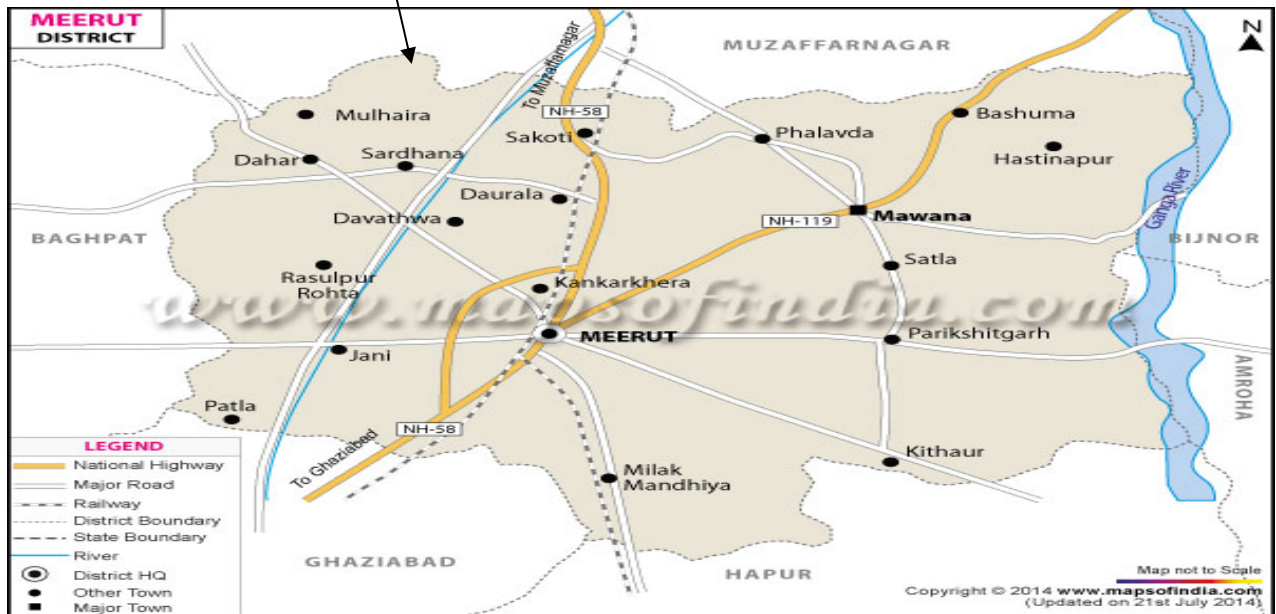 MEERUT
DISTRICT
MUZAFFARNAGAR
N
To Muzaffarnagar
NH-58
Mulhaira
Sakoti
Phalavda
Bashuma
Dahar
Sardhana
Hastinapur
Daurala
Davathwa
NH-119
Mawana
Ganga River
BAGHPAT
BIJNOR
Satla
Rasulpur
Rohta
Kankarkhera
www.mapsofindia.com
MEERUT
Parikshitgarh
Jani
AMROHA
Patla
NH-58
To Ghaziabad
Kithaur
Milak
Mandhiya
GHAZIABAD
HAPUR
LEGEND
National Highway
Major Road
Railway
District Boundary
State Boundary
River
District HQ
Other Town
Major Town
Map not to Scale
Copyright © 2014 www.mapsofindia.com
(Updated on 21st July 2014)